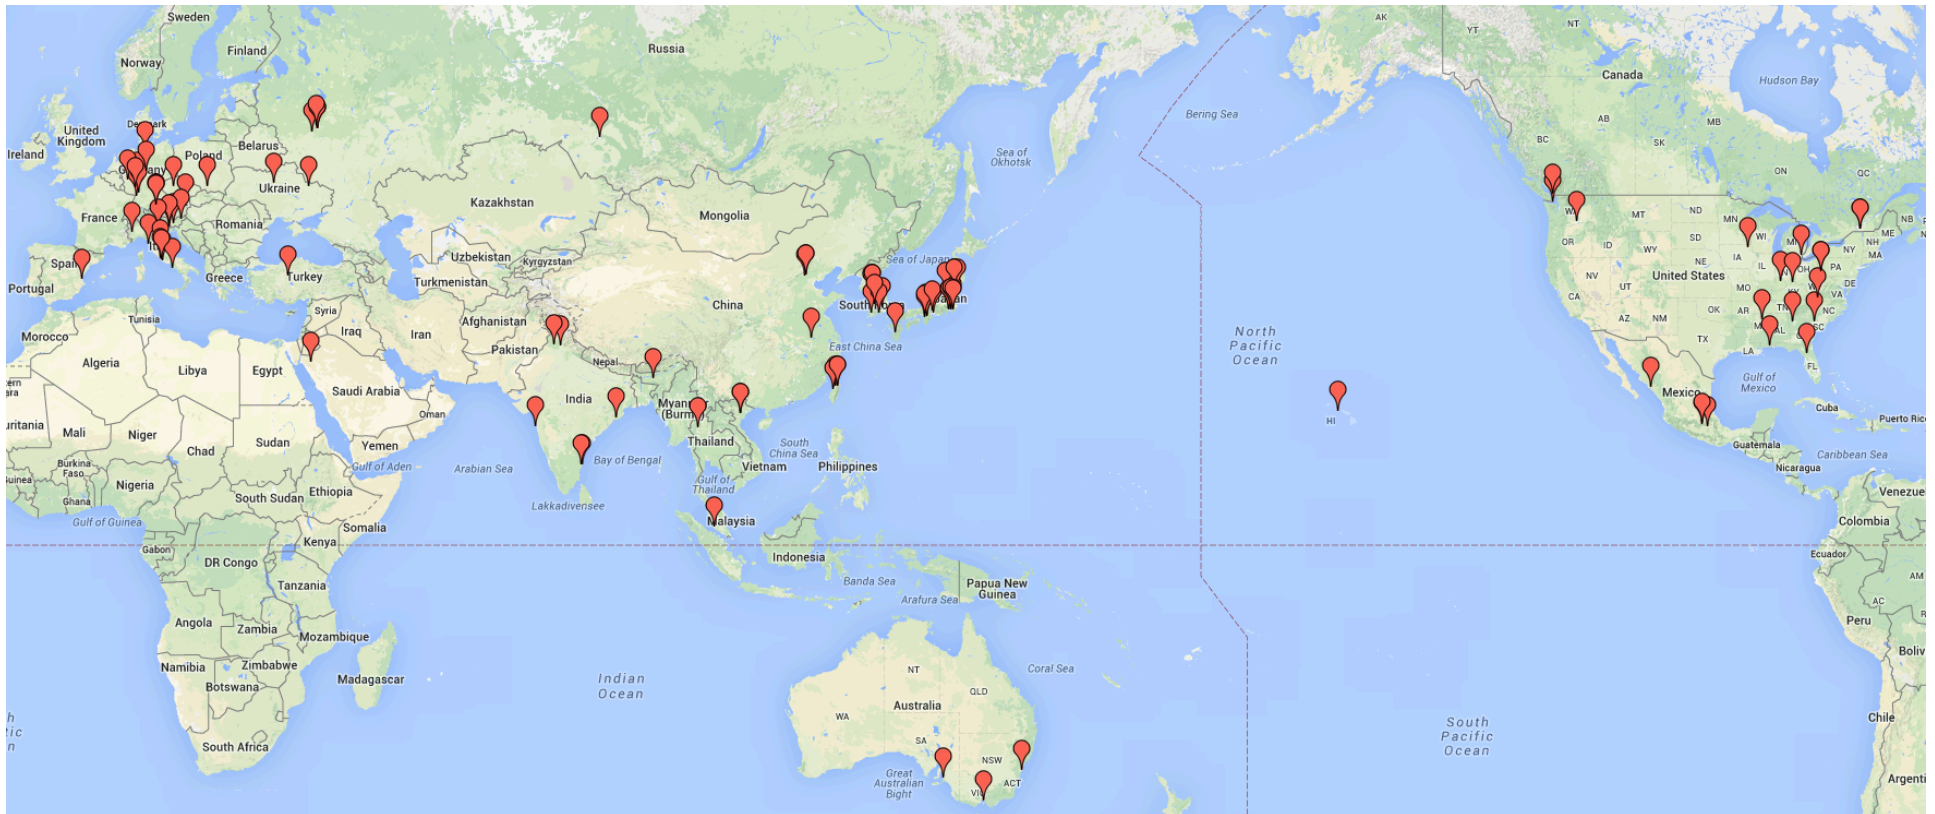 Sweden
Finland
Norway
Russia
AK
YT
NT
Canada
Hudson Bay
Bering Sea
AB
MB
BC
SK
United
Kingdom
Ireland
Poland
Belarus
Sea of
Okhotsk
ON
QC
Ukraine
France
Romania
Kazakhstan
Mongolia
MT
ND
MN
WI
NB
ME
OR
ID
WY
SD
NY
NH
MA
Uzbekistan
Kyrgyzstan
Sea of Japan
Portugal
Greece
Turkey
Turkmenistan
NV
UT
NE
IA
IL
PA
United States
China
CA
MO
DE
VA
Tunisia
Syria
Morocco
Iraq
Iran
Afghanistan
Pakistan
AZ
NM
OK
AR
NC
SC
East China Sea
North
Pacific
Ocean
TX
LA
AL
FL
Algeria
Libya
Egypt
Nepal
Saudi Arabia
India
Oman
Mexico
Gulf of
Mexico
Cuba
Puerto Ric
HI
(Burma)
Mali
Niger
Chad
Sudan
Yemen
Gulf of Aden
Arabian Sea
Bay of Bengal
Thailand
Vietnam
South
China Sea
Philippines
Guatemala
Nicaragua
Caribbean Sea
Burkina
Faso
Nigeria
Ghana
South Sudan
Ethiopia
Gulf of
Thailand
Lakkadivensee
Venezue
Gulf of Guinea
Somalia
Malaysia
Colombia
Gabon
Kenya
DR Congo
Indonesia
Ecuador
Tanzania
Banda Sea
Papua New
Guinea
Arafura Sea
AM
AC
Angola
Zambia
Mozambique
Peru
Namibia
Zimbabwe
Botswana
Madagascar
Indian
Ocean
NT
QLD
Coral Sea
Boliv
WA
Australia
SA
NSW
ACT
South Africa
Great
Australian
Bight
South
Pacific
Ocean
Chile
Argenti